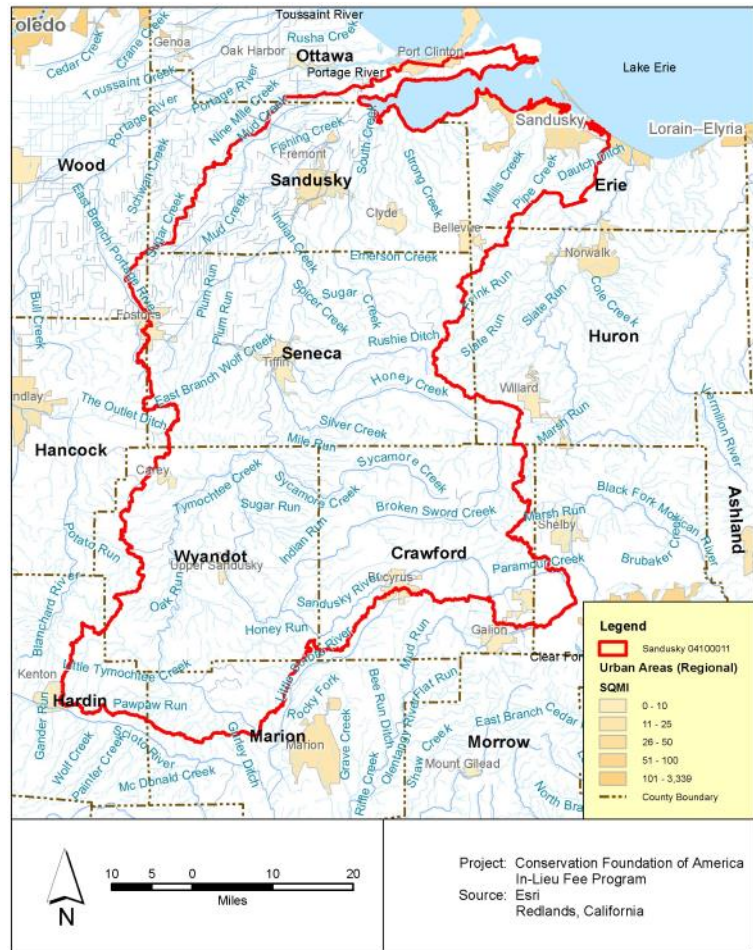 Toledo
Toussaint River
Genoa
Oak Harbor
Rusha Creek
Ottawa
Port Clinton
Portage River
Lake Erie
Cedar Creek
Crane Creek
Toussaint Creek
Portage River
Portage River
Nine Mile Creek
Mud Creek
Fishing Creek
Fremont
South Creek
Sandusky
Lorain--Elyria
Wood
Schwan Creek
Sandusky
Strong Creek
Mills Creek
Pipe Creek
Dautch Ditch
Erie
East Branch Portage River
Sugar Creek
Mud Creek
Indian Creek
Clyde
Bellevue
Emerson Creek
Norwalk
Bull Creek
Plum Run
Plum Run
Spicer Creek
Sugar Creek
Frink Run
Slate Run
Slate Run
Cole Creek
Huron
Seneca
Rushie Ditch
Tiffin
East Branch Wolf Creek
Honey Creek
Willard
The Outlet Ditch
Hancock
Silver Creek
Mile Run
Marsh Run
Vermilion River
Carey
Tymochtee Creek
Sycamore Creek
Sycamore Creek
Sugar Run
Broken Sword Creek
Marsh Run
Shelby
Black Fork Mohican River
Ashland
Potato Run
Indian Run
Wyandot
Upper Sandusky
Crawford
Brubaker Creek
Bucyrus
Paramour Creek
Oak Run
Sandusky River
Blanchard River
Honey Run
Galion
Kenton
Little Tymochtee Creek
Little Scioto River
Mud Run
Hardin
Pawpaw Run
Rocky Fork
Bee Run Ditch
Flat Run
Gander Run
Scioto River
Marion
Marion
Olentangy River
East Branch Cedar
Wolf Creek
Painter Creek
Gurley Ditch
Grave Creek
Shaw Creek
Morrow
Mount Gilead
Mc Donald Creek
Riffle Creek
North Bra
Legend
Sandusky 04100011
Urban Areas (Regional)
SQMI
0 - 10
11 - 25
26 - 50
51 - 100
101 - 3,339
County Boundary
N
10 5 0 10 20
Miles
Project: Conservation Foundation of America
In-Lieu Fee Program
Source: Esri
Redlands, California